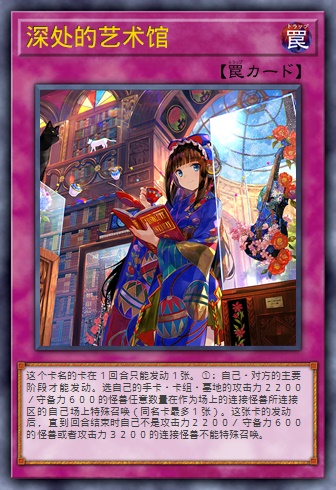 深处的艺术馆
トラップ
罠
【罠カード】
这个卡名的卡在1回合只能发动1张。①：自己·对方的主要
阶段才能发动。选自己的手卡·卡组·墓地的攻击力2200
/守备力600的怪兽任意数量在作为场上的连接怪兽所连接
区的自己场上特殊召唤（同名卡最多1张）。这张卡的发动
后，直到回合结束时自己不是攻击力2200/守备力600
的怪兽或者攻击力3200的连接怪兽不能特殊召唤。